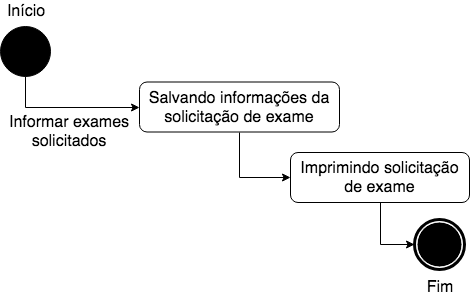 Início
Informar exames
solicitados
Salvando informações da
solicitação de exame
Imprimindo solicitação
de exame
Fim